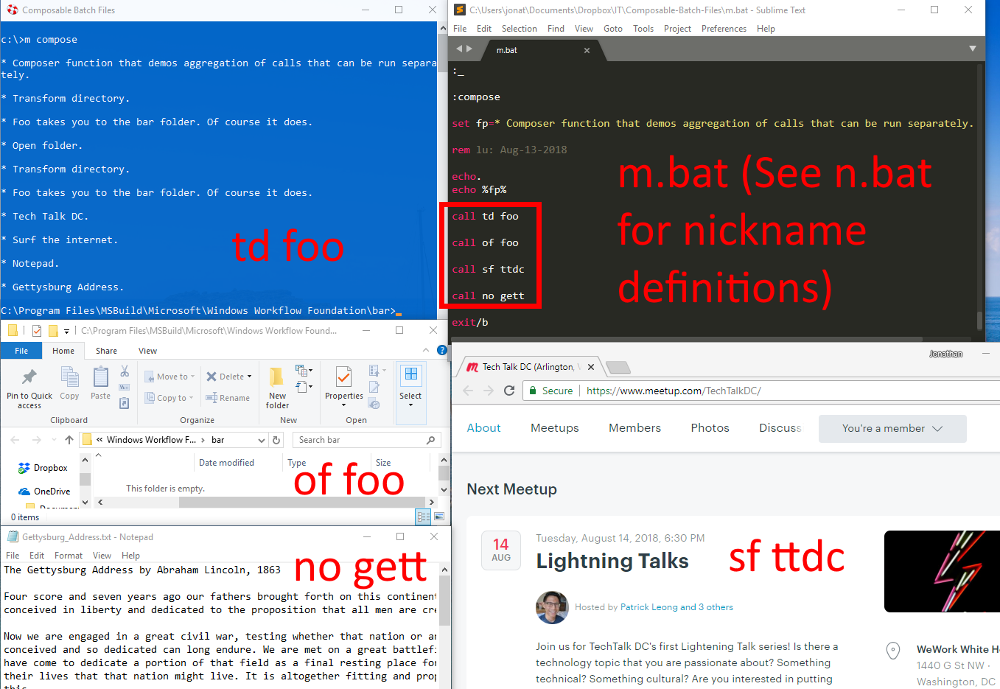 Composable Batch Files
c:\>m compose
* Composer function that demos aggregation of calls that can be run separa
tely.
* Transform directory.
* Foo takes you to the bar folder. Of course it does.
* Open folder.
* Transform directory.
* Foo takes you to the bar folder. Of course it does.
* Tech Talk DC.
* Surf the internet.
* Notepad.
* Gettysburg Address.
C:\Program Files\MSBuild\Microsoft\Windows Workflow Foundation\bar>
td foo
C:\Users\jonat\Documents\Dropbox\IT\Composable-Batch-Files\m.bat - Sublime Text
File Edit Selection Find View Goto Tools Project Preferences Help
m.bat
:_
:compose
set fp=* Composer function that demos aggregation of calls that can be run separately.
rem lu: Aug-13-2018
echo.
echo %fp%
call td foo
call of foo
call sf ttdc
call no gett
exit/b
m.bat (See n.bat
for nickname
definitions)
C:\Program Files\MSBuild\Microsoft\Windows Workflow Found...
File Home Share View
Pin to Quick
access
Copy
Paste
Clipboard
Move to
Copy to
Delete
Rename
Organize
New
folder
New
Properties
Open
Select
« Windows Workflow F... › bar
Search bar
Dropbox
OneDrive
Date modified Type Size
This folder is empty.
0 items
of foo
Gettysburg_Address.txt - Notepad
File Edit Format View Help
The Gettysburg Address by Abraham Lincoln, 1863
Four score and seven years ago our fathers brought forth on this continent
conceived in liberty and dedicated to the proposition that all men are cre
Now we are engaged in a great civil war, testing whether that nation or an
conceived and so dedicated can long endure. We are met on a great battlefi
have come to dedicate a portion of that field as a final resting place for
their lives that that nation might live. It is altogether fitting and prop
this.
no gett
Jonathan
Tech Talk DC (Arlington,
Secure https://www.meetup.com/TechTalkDC/
About Meetups Members Photos Discuss You're a member
Next Meetup
14
AUG
Tuesday, August 14, 2018, 6:30 PM
Lightning Talks
Hosted by Patrick Leong and 3 others
Join us for TechTalk DC's first Lightening Talk series! Is there a
technology topic that you are passionate about? Something
technical? Something cultural? Are you interested in putting
sf ttdc
WeWork White H
1440 G St NW ·
Washington, DC